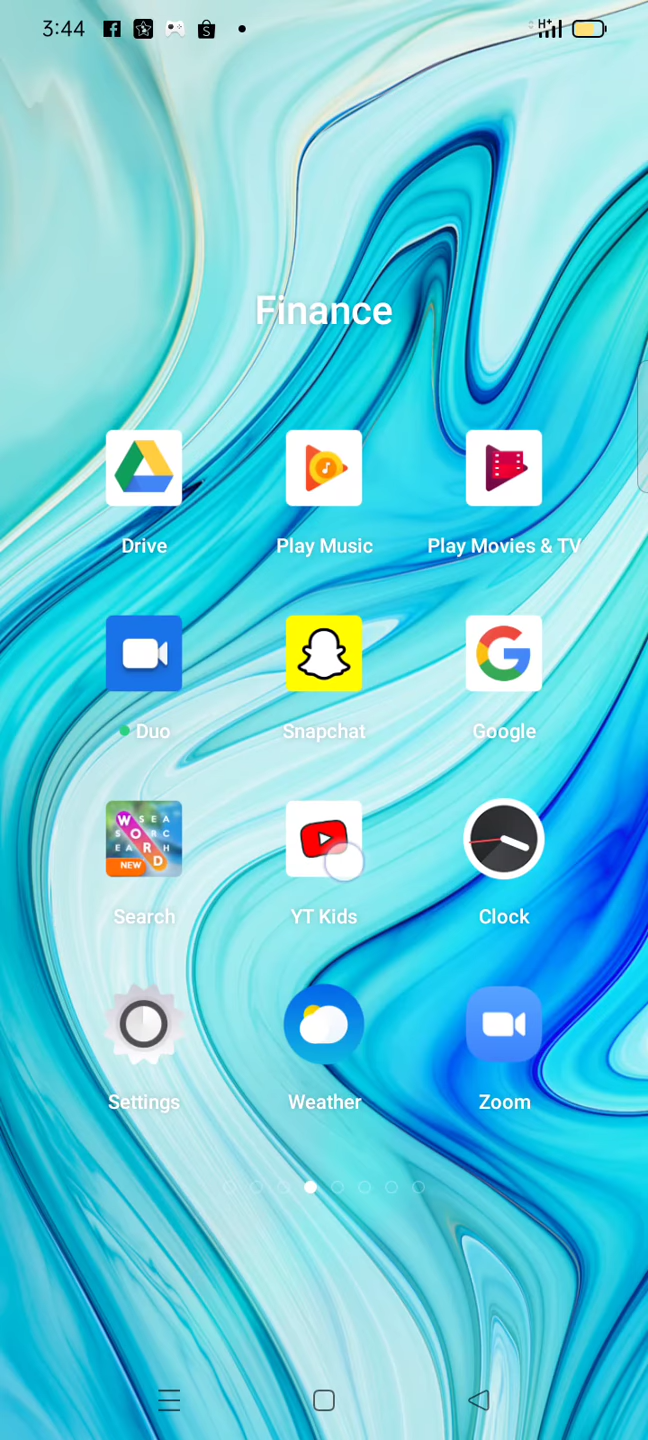 3:44 H+
Finance
Drive Play Music Play Movies & TV
Duo Snapchat Google
W S E A
S O R C
E A R H
NEW D
Search YT Kids Clock
Settings Weather Zoom